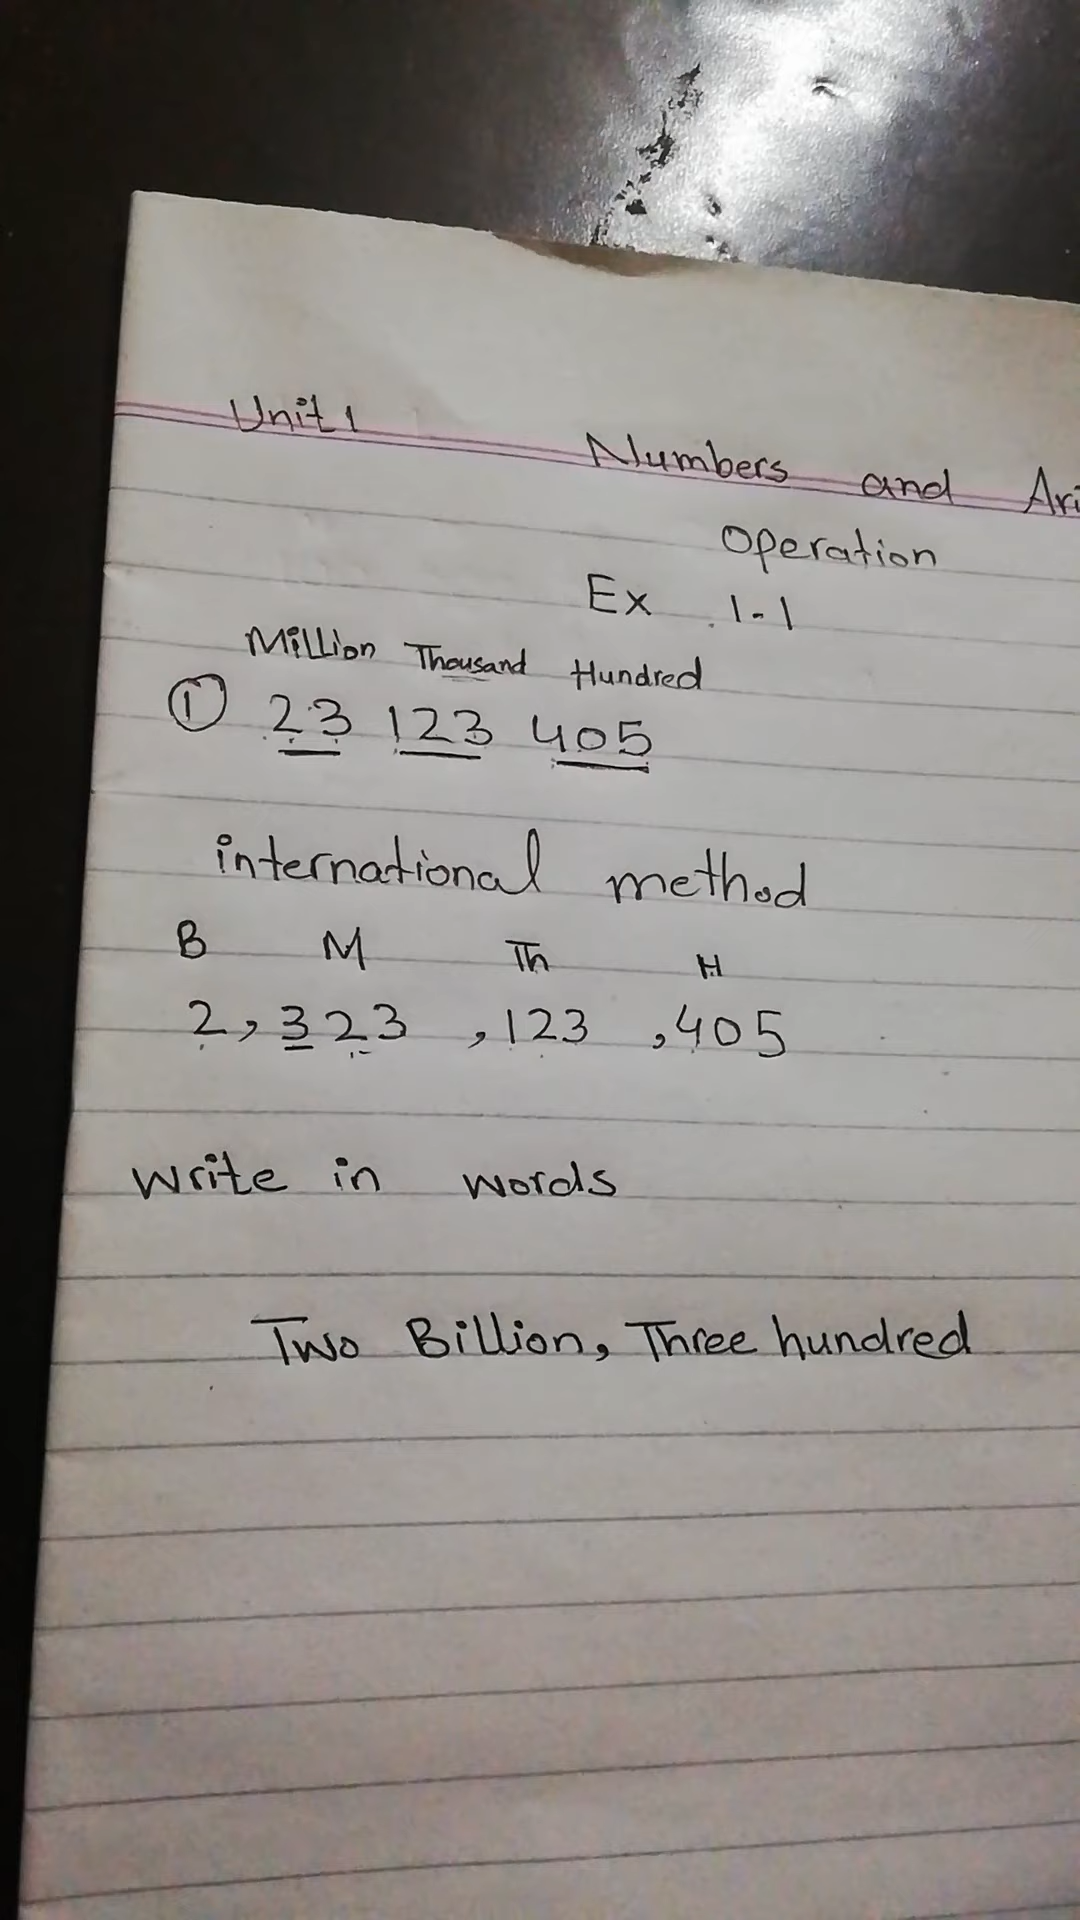 Unit 1
Numbers and Ari
Operation
Ex 1-1
Million Thousand Hundred
① 23 123 405
international method
B M Th H
2, 323 , 123 , 405
write in words
Two Billion, Three hundred